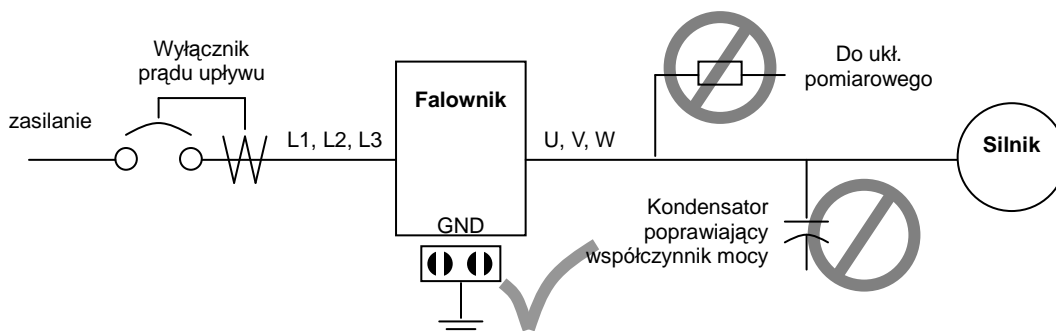 Wyłącznik
prądu upływu
zasilanie
L1, L2, L3
Falownik
GND
U, V, W
Do ukł.
pomiarowego
Silnik
Kondensator
poprawiający
współczynnik mocy